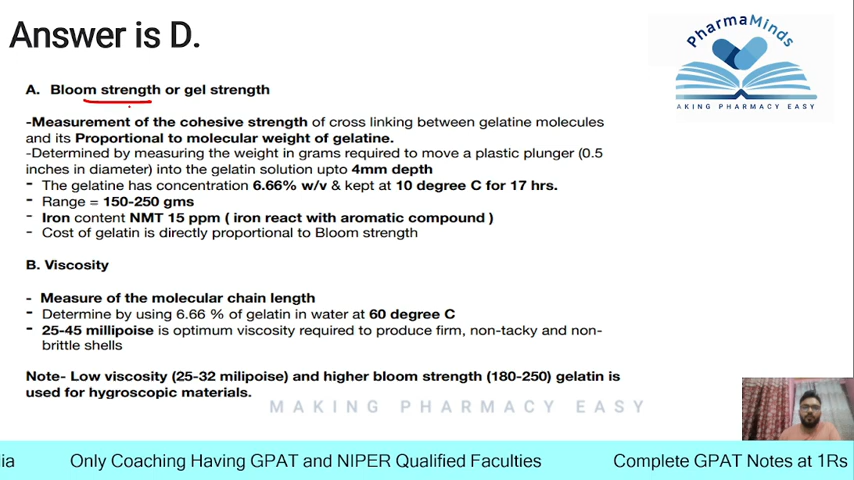 Answer is D.
PharmaMinds
AKING PHARMACY EASY
A. Bloom strength or gel strength
-Measurement of the cohesive strength of cross linking between gelatine molecules
and its Proportional to molecular weight of gelatine.
-Determined by measuring the weight in grams required to move a plastic plunger (0.5
inches in diameter) into the gelatin solution upto 4mm depth
- The gelatine has concentration 6.66% w/v & kept at 10 degree C for 17 hrs.
- Range = 150-250 gms
- Iron content NMT 15 ppm ( iron react with aromatic compound )
- Cost of gelatin is directly proportional to Bloom strength
B. Viscosity
- Measure of the molecular chain length
- Determine by using 6.66 % of gelatin in water at 60 degree C
- 25-45 millipoise is optimum viscosity required to produce firm, non-tacky and non-
brittle shells
Note- Low viscosity (25-32 milipoise) and higher bloom strength (180-250) gelatin is
used for hygroscopic materials.
MAKING PHARMACY EASY
ia Only Coaching Having GPAT and NIPER Qualified Faculties Complete GPAT Notes at 1Rs